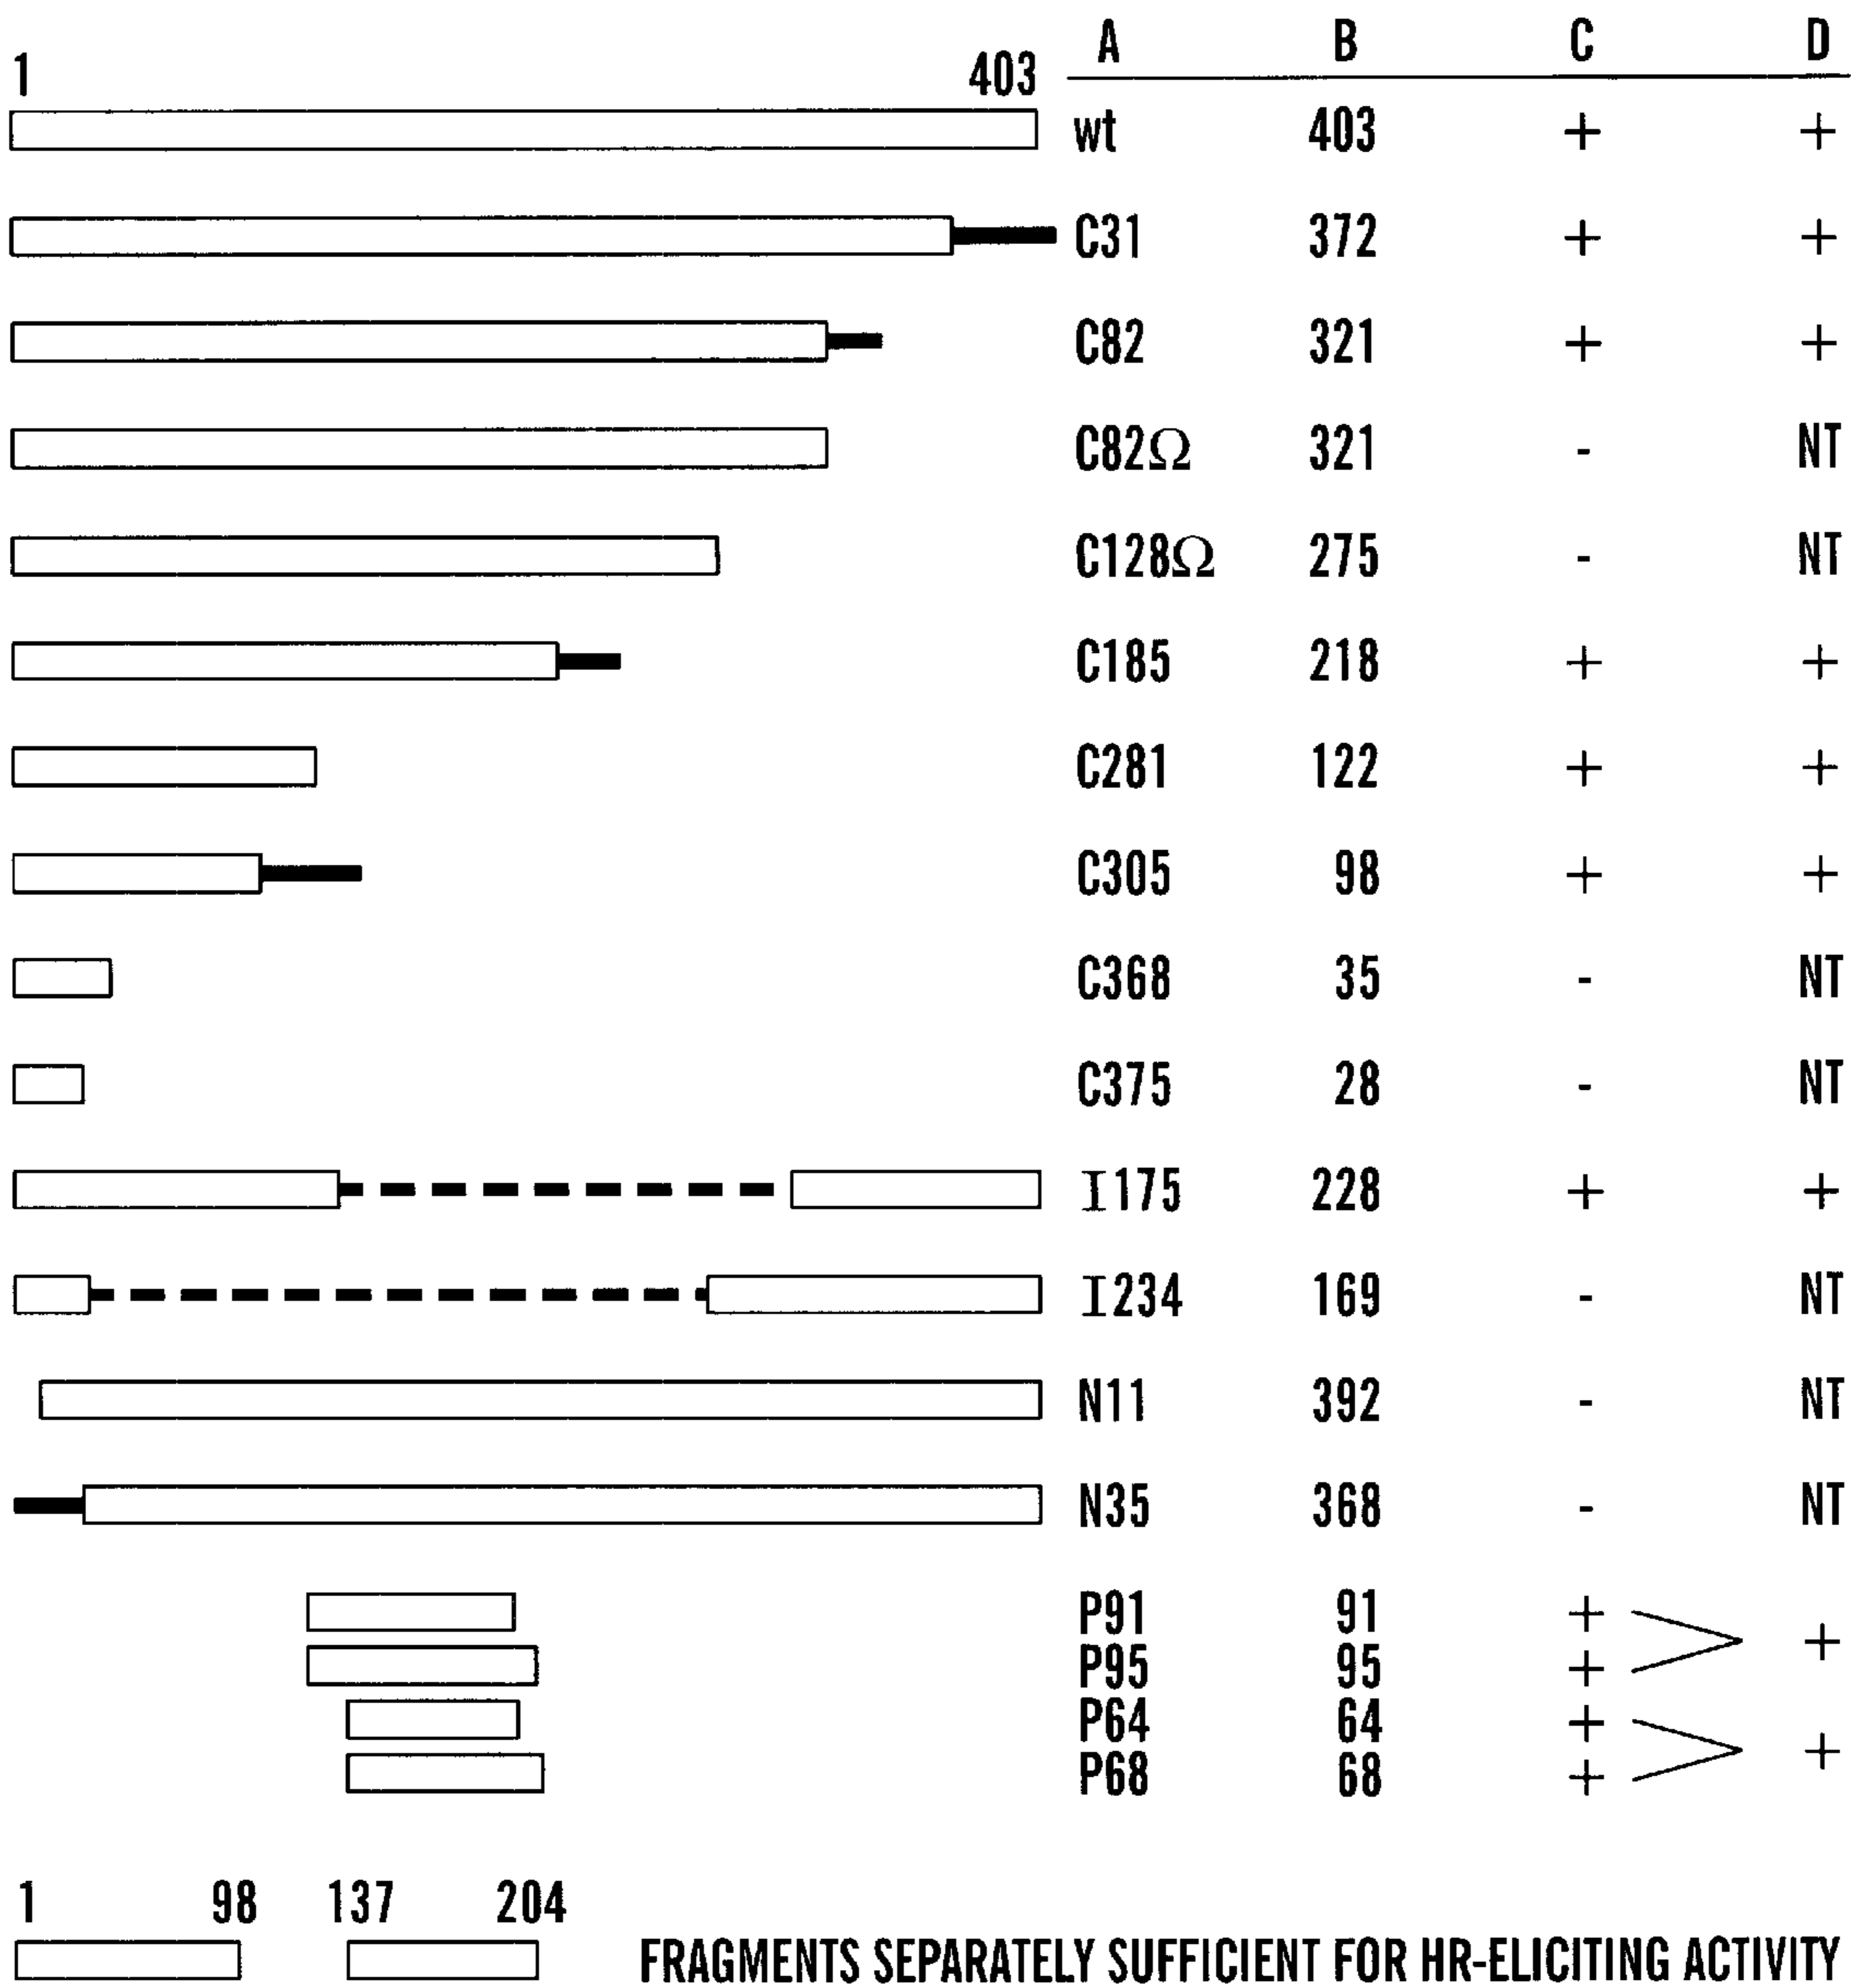 A B C D
1 403
wt 403 + +
C31 372 + +
C82 321 + +
C82Ω 321 - NT
C128Ω 275 - NT
C185 218 + +
C281 122 + +
C305 98 + +
C368 35 - NT
C375 28 - NT
I175 228 + +
I234 169 - NT
N11 392 - NT
N35 368 - NT
P91 91 +
+
P95 95 +
P64 64 +
+
P68 68 +
1 98 137 204
FRAGMENTS SEPARATELY SUFFICIENT FOR HR-ELICITING ACTIVITY